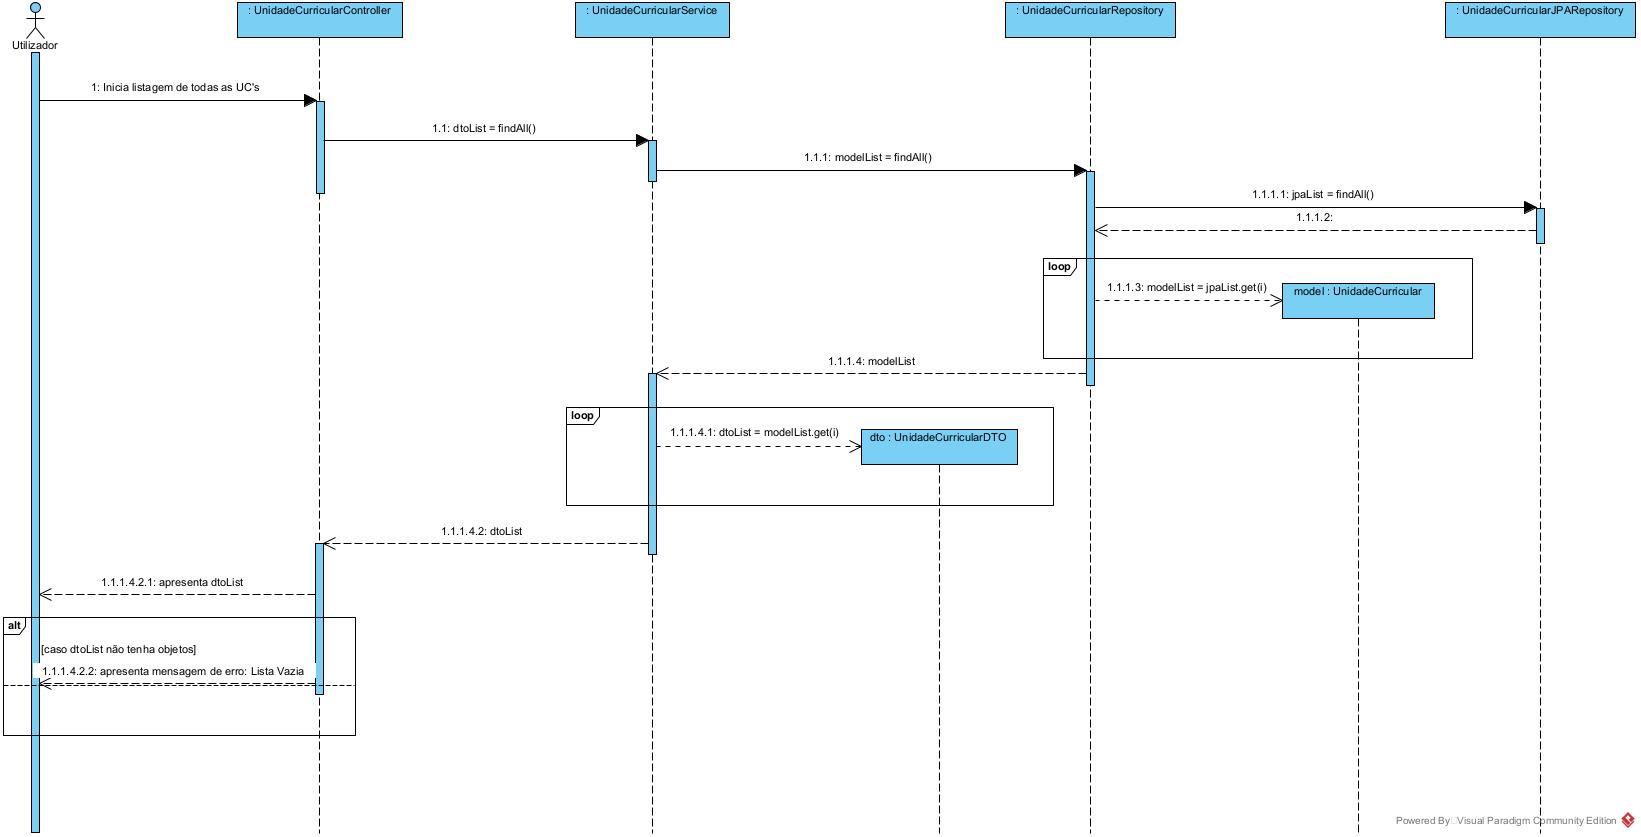 : UnidadeCurricularController
: UnidadeCurricularService
: UnidadeCurricularRepository
: UnidadeCurricularJPARepository
Utilizador
1: Inicia listagem de todas as UC's
1.1: dtoList = findAll()
1.1.1: modelList = findAll()
1.1.1.1: jpaList = findAll()
1.1.1.2:
loop
1.1.1.3: modelList = jpaList.get(i)
model : UnidadeCurricular
1.1.1.4: modelList
loop
1.1.1.4.1: dtoList = modelList.get(i)
dto : UnidadeCurricularDTO
1.1.1.4.2: dtoList
1.1.1.4.2.1: apresenta dtoList
alt
[caso dtoList não tenha objetos]
1.1.1.4.2.2: apresenta mensagem de erro: Lista Vazia
Powered By Visual Paradigm Community Edition